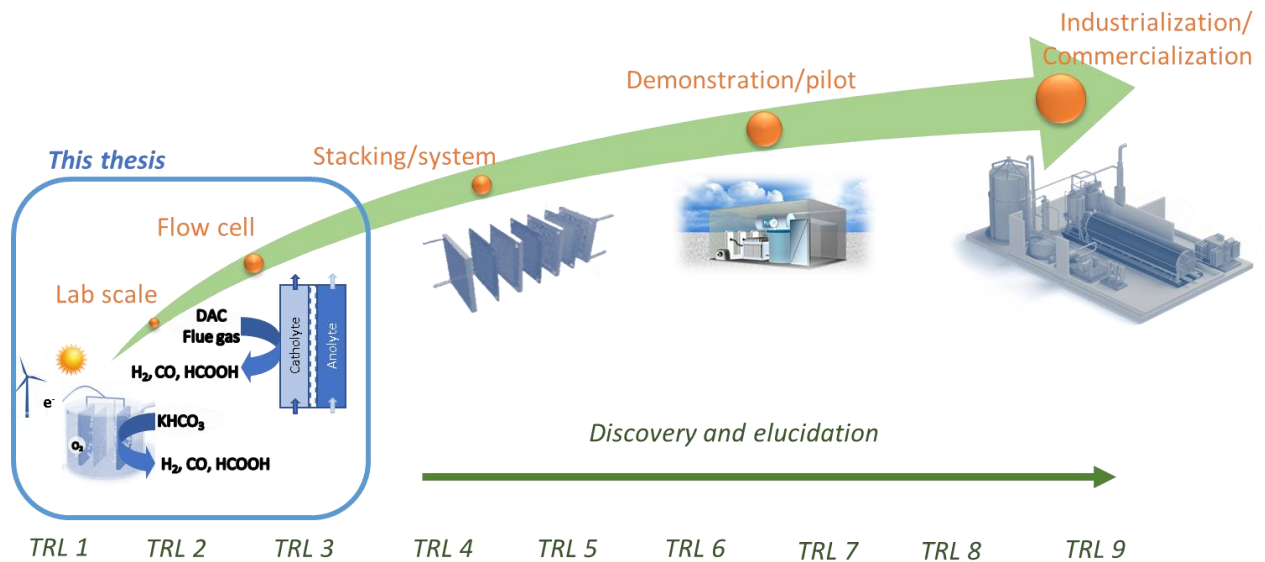 Industrialization/
Commercialization
Demonstration/pilot
Stacking/system
This thesis
Flow cell
Lab scale
DAC
Flue gas
H₂, CO, HCOOH
Catholyte
Anolyte
e⁻
KHCO₃
O₂
H₂, CO, HCOOH
Discovery and elucidation
TRL 1 TRL 2 TRL 3 TRL 4 TRL 5 TRL 6 TRL 7 TRL 8 TRL 9